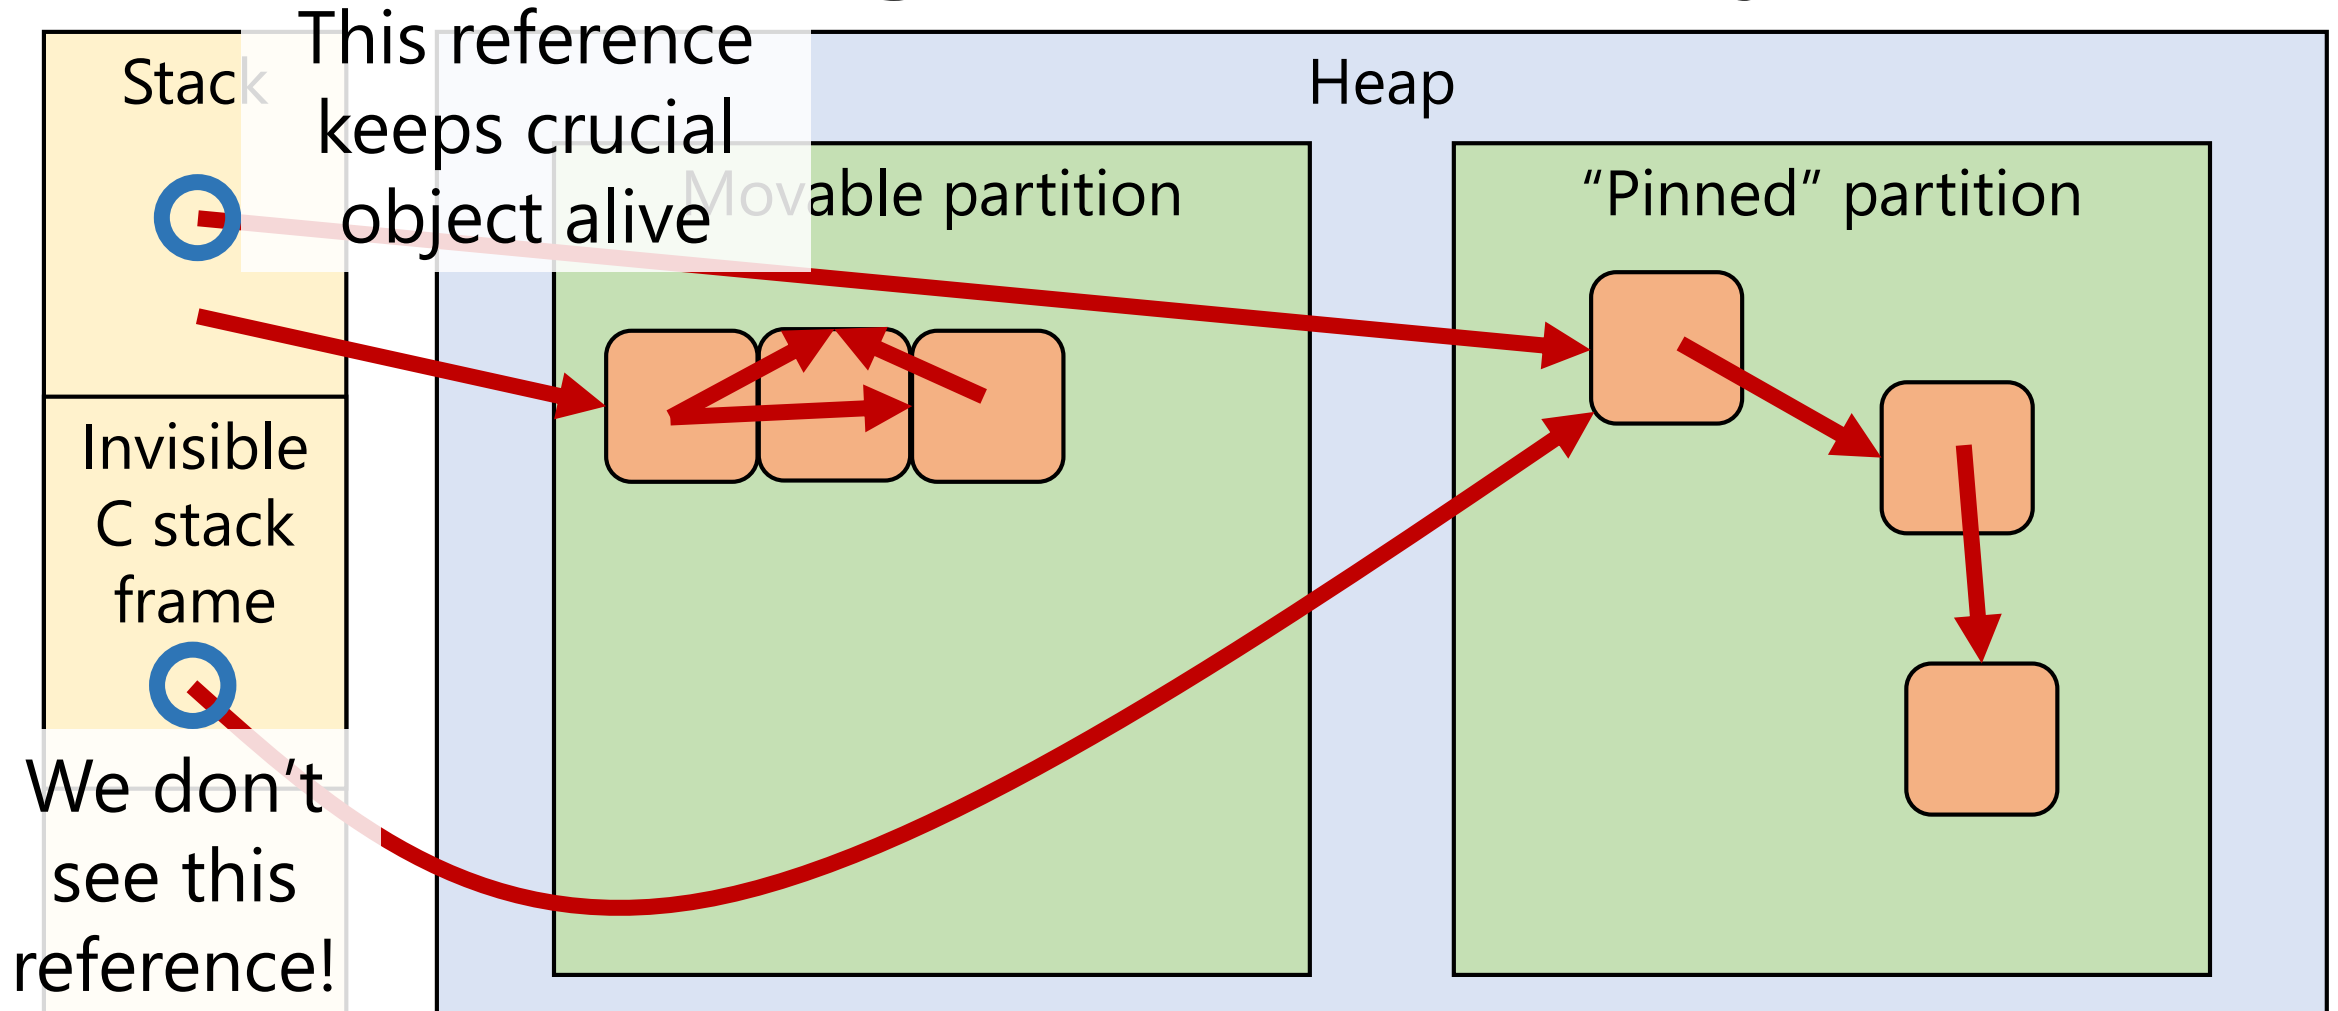 This reference
keeps crucial
object alive
Stack
Heap
Movable partition
“Pinned” partition
Invisible
C stack
frame
We don’t
see this
reference!